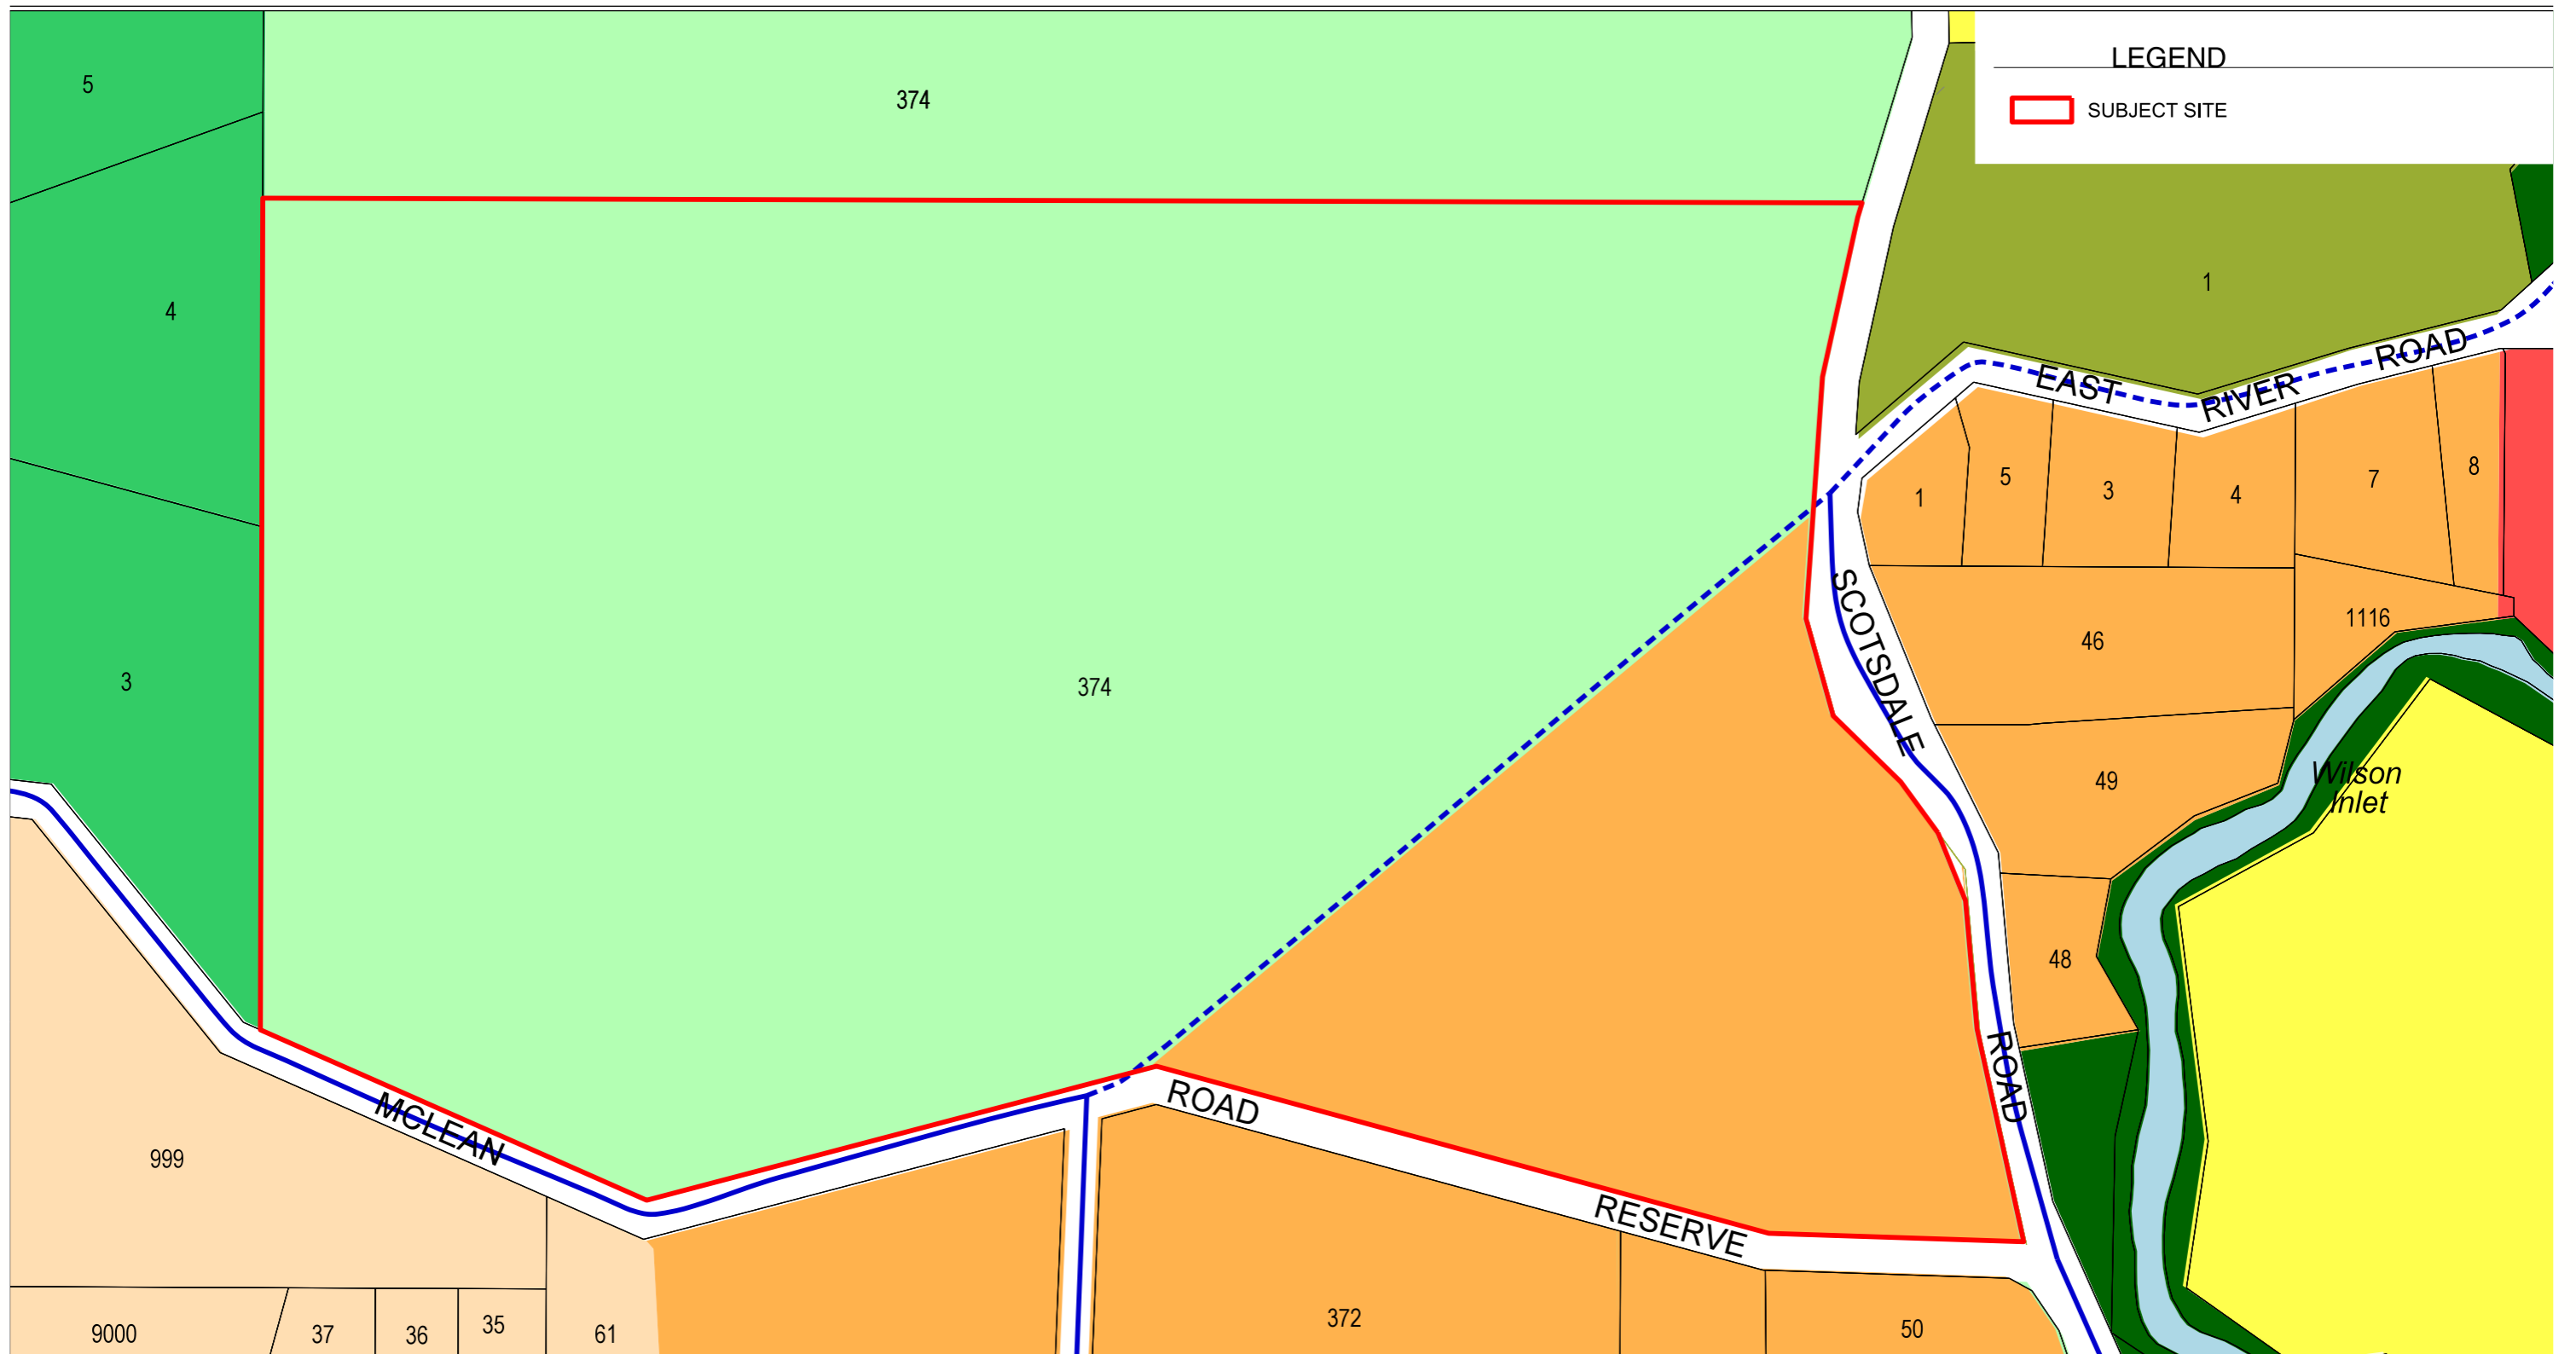 LEGEND
SUBJECT SITE
5
374
4
1
EAST
RIVER
ROAD
1
5
3
4
7
8
SCOTSDALE
46
1116
3
374
49
Wilson
Inlet
48
ROAD
MCLEAN
ROAD
999
RESERVE
9000
37
36
35
61
372
50